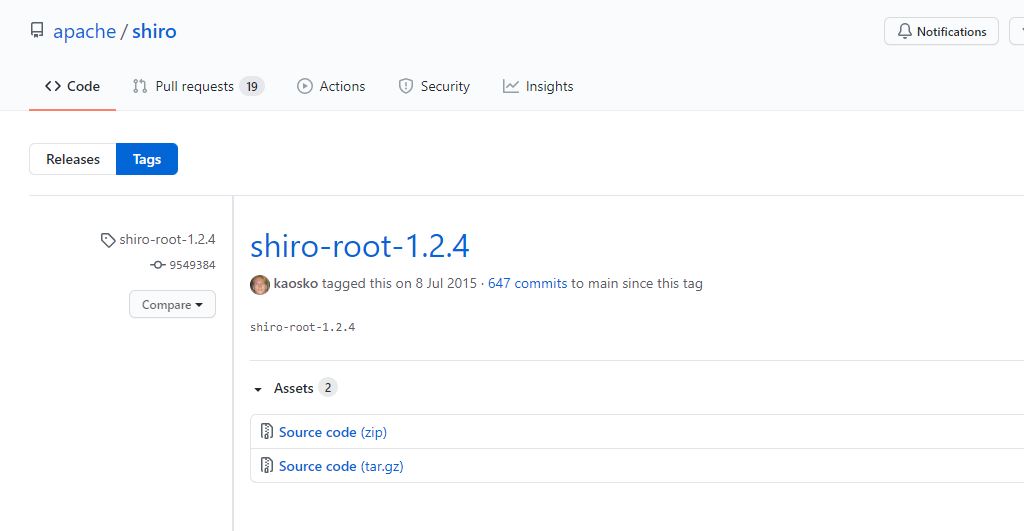 apache / shiro
Notifications
Code
Pull requests 19
Actions
Security
Insights
Releases
Tags
shiro-root-1.2.4
9549384
Compare
shiro-root-1.2.4
kaosko tagged this on 8 Jul 2015 · 647 commits to main since this tag
shiro-root-1.2.4
Assets 2
Source code (zip)
Source code (tar.gz)